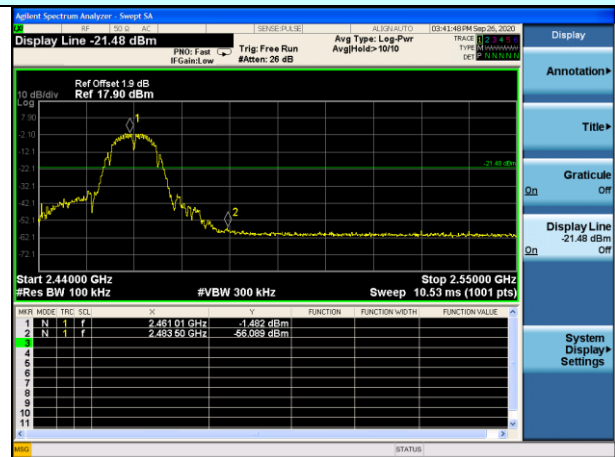 Agilent Spectrum Analyzer - Swept SA
RF 50 Ω AC SENSE:PULSE ALIGNAUTO 03:41:48 PM Sep 26, 2020
Display Line -21.48 dBm
PNO: Fast
IFGain:Low
Trig: Free Run
#Atten: 26 dB
Avg Type: Log-Pwr
Avg|Hold:> 10/10
TRACE 1 2 3 4 5 6
TYPE M
DET P N N N N N
Ref Offset 1.9 dB
10 dB/div Ref 17.90 dBm
Log
7.90
-2.10
-12.1
-22.1
-32.1
-42.1
-52.1
-62.1
-72.1
1
2
-21.48 dBm
Start 2.44000 GHz Stop 2.55000 GHz
#Res BW 100 kHz #VBW 300 kHz Sweep 10.53 ms (1001 pts)
MKR MODE TRC SCL X Y FUNCTION FUNCTION WIDTH FUNCTION VALUE
1 N 1 f 2.461 01 GHz -1.482 dBm
2 N 1 f 2.483 50 GHz -56.089 dBm
3
4
5
6
7
8
9
10
11
MSG STATUS
Display
Annotation
Title
Graticule
On Off
Display Line
-21.48 dBm
On Off
System
Display
Settings